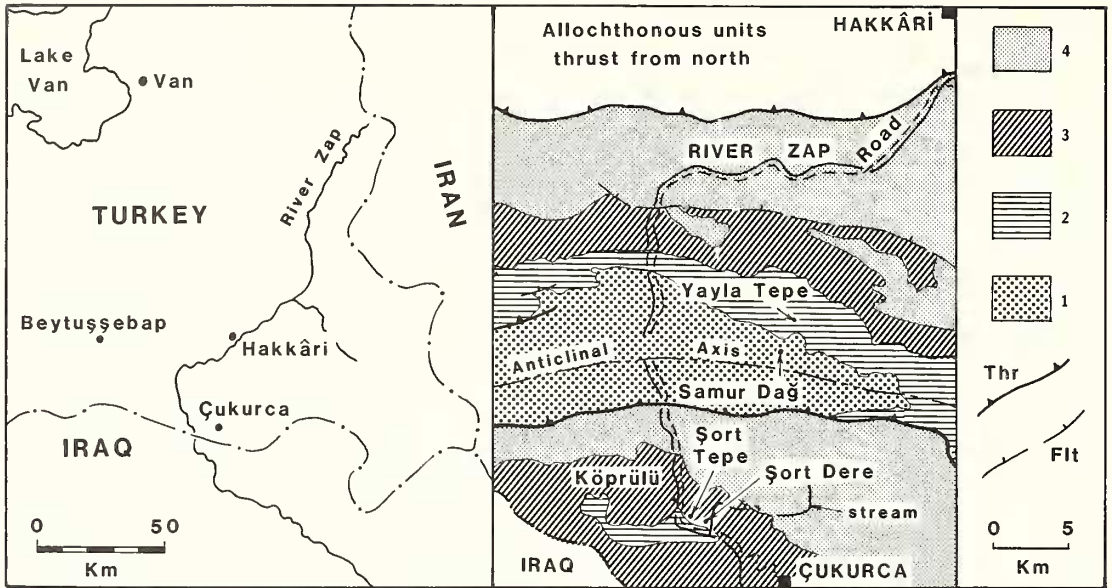 Lake
Van
Van
River Zap
IRAN
TURKEY
Beytuşşebap
Hakkâri
Çukurca
IRAQ
0 50
Km
HAKKÂRİ
Allochthonous units
thrust from north
RIVER ZAP
Road
Yayla Tepe
Anticlinal Axis
Samur Dağ
Şort
Tepe
Şort Dere
Köprülü
stream
IRAQ
ÇUKURCA
4
3
2
1
Thr
Flt
0 5
Km